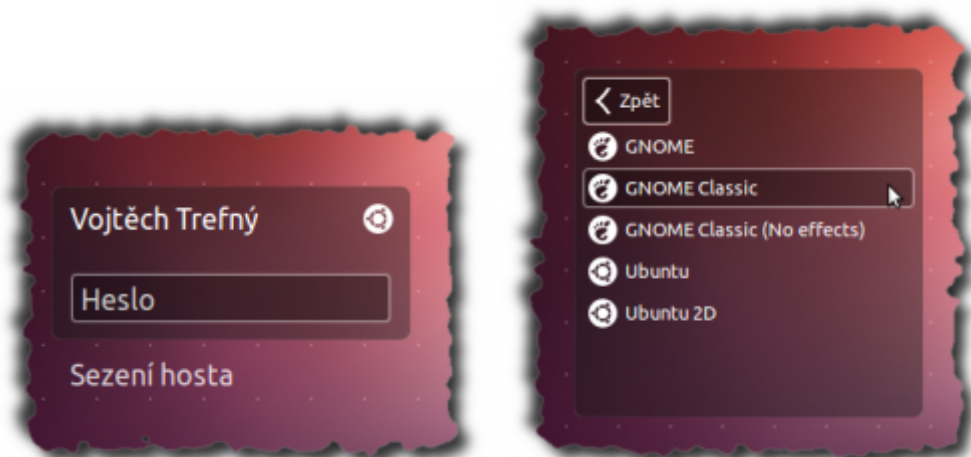 Vojtěch Trefný
Heslo
Sezení hosta
Zpět
GNOME
GNOME Classic
GNOME Classic (No effects)
Ubuntu
Ubuntu 2D